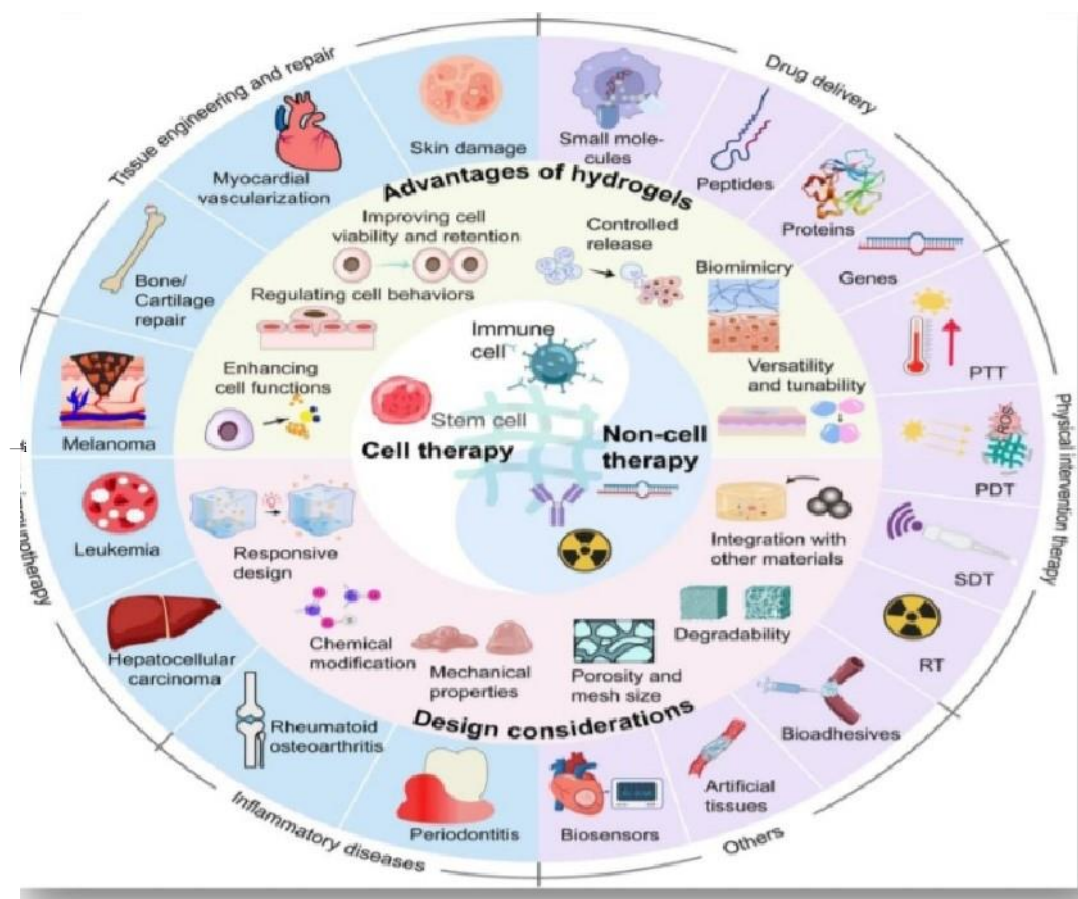 Tissue engineering and repair
Drug delivery
Skin damage
Small mole-
cules
Myocardial
vascularization
Peptides
Proteins
Genes
Bone/
Cartilage
repair
Advantages of hydrogels
Improving cell
viability and retention
Controlled
release
Regulating cell behaviors
Biomimicry
Enhancing
cell functions
Versatility
and tunability
Immune
cell
Stem cell
Cell therapy
Non-cell
therapy
PTT
Physical intervention therapy
ROS
PDT
SDT
RT
Melanoma
Leukemia
Hepatocellular
carcinoma
Responsive
design
Chemical
modification
Mechanical
properties
Porosity and
mesh size
Degradability
Integration with
other materials
Design considerations
Rheumatoid
osteoarthritis
Periodontitis
Inflammatory diseases
Biosensors
Artificial
tissues
Bioadhesives
Others